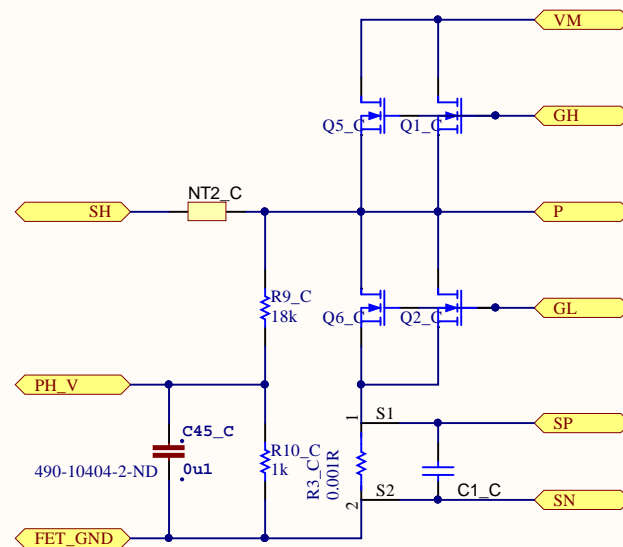 VM
Q5_C
Q1_C
GH
NT2_C
SH
P
R9_C
18k
Q6_C
Q2_C
GL
PH_V
1
S1
SP
C45_C
490-10404-2-ND
0u1
R10_C
1k
R3_C
0.001R
S2
2
C1_C
SN
FET_GND